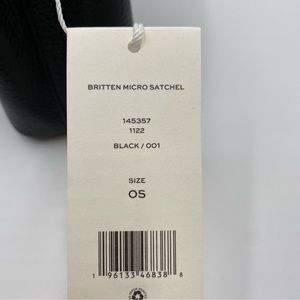 BRITTEN MICRO SATCHEL
145357
1122
BLACK / 001
SIZE
OS
1 96133 46838 8